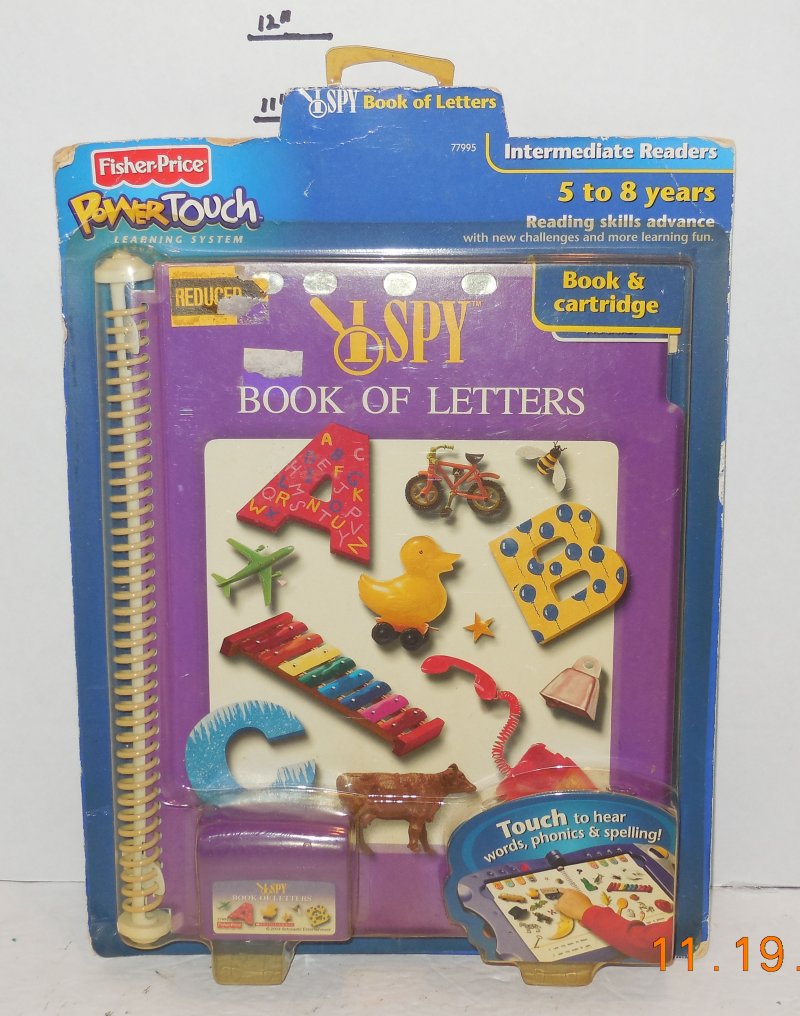 12"
11"
I SPY Book of Letters
77995
Intermediate Readers
5 to 8 years
Reading skills advance
with new challenges and more learning fun.
Fisher-Price
POWERTOUCH
LEARNING SYSTEM
REDUCED
Book &
cartridge
I SPY™
BOOK OF LETTERS
Touch to hear
words, phonics & spelling!
I SPY
BOOK OF LETTERS
11.19.